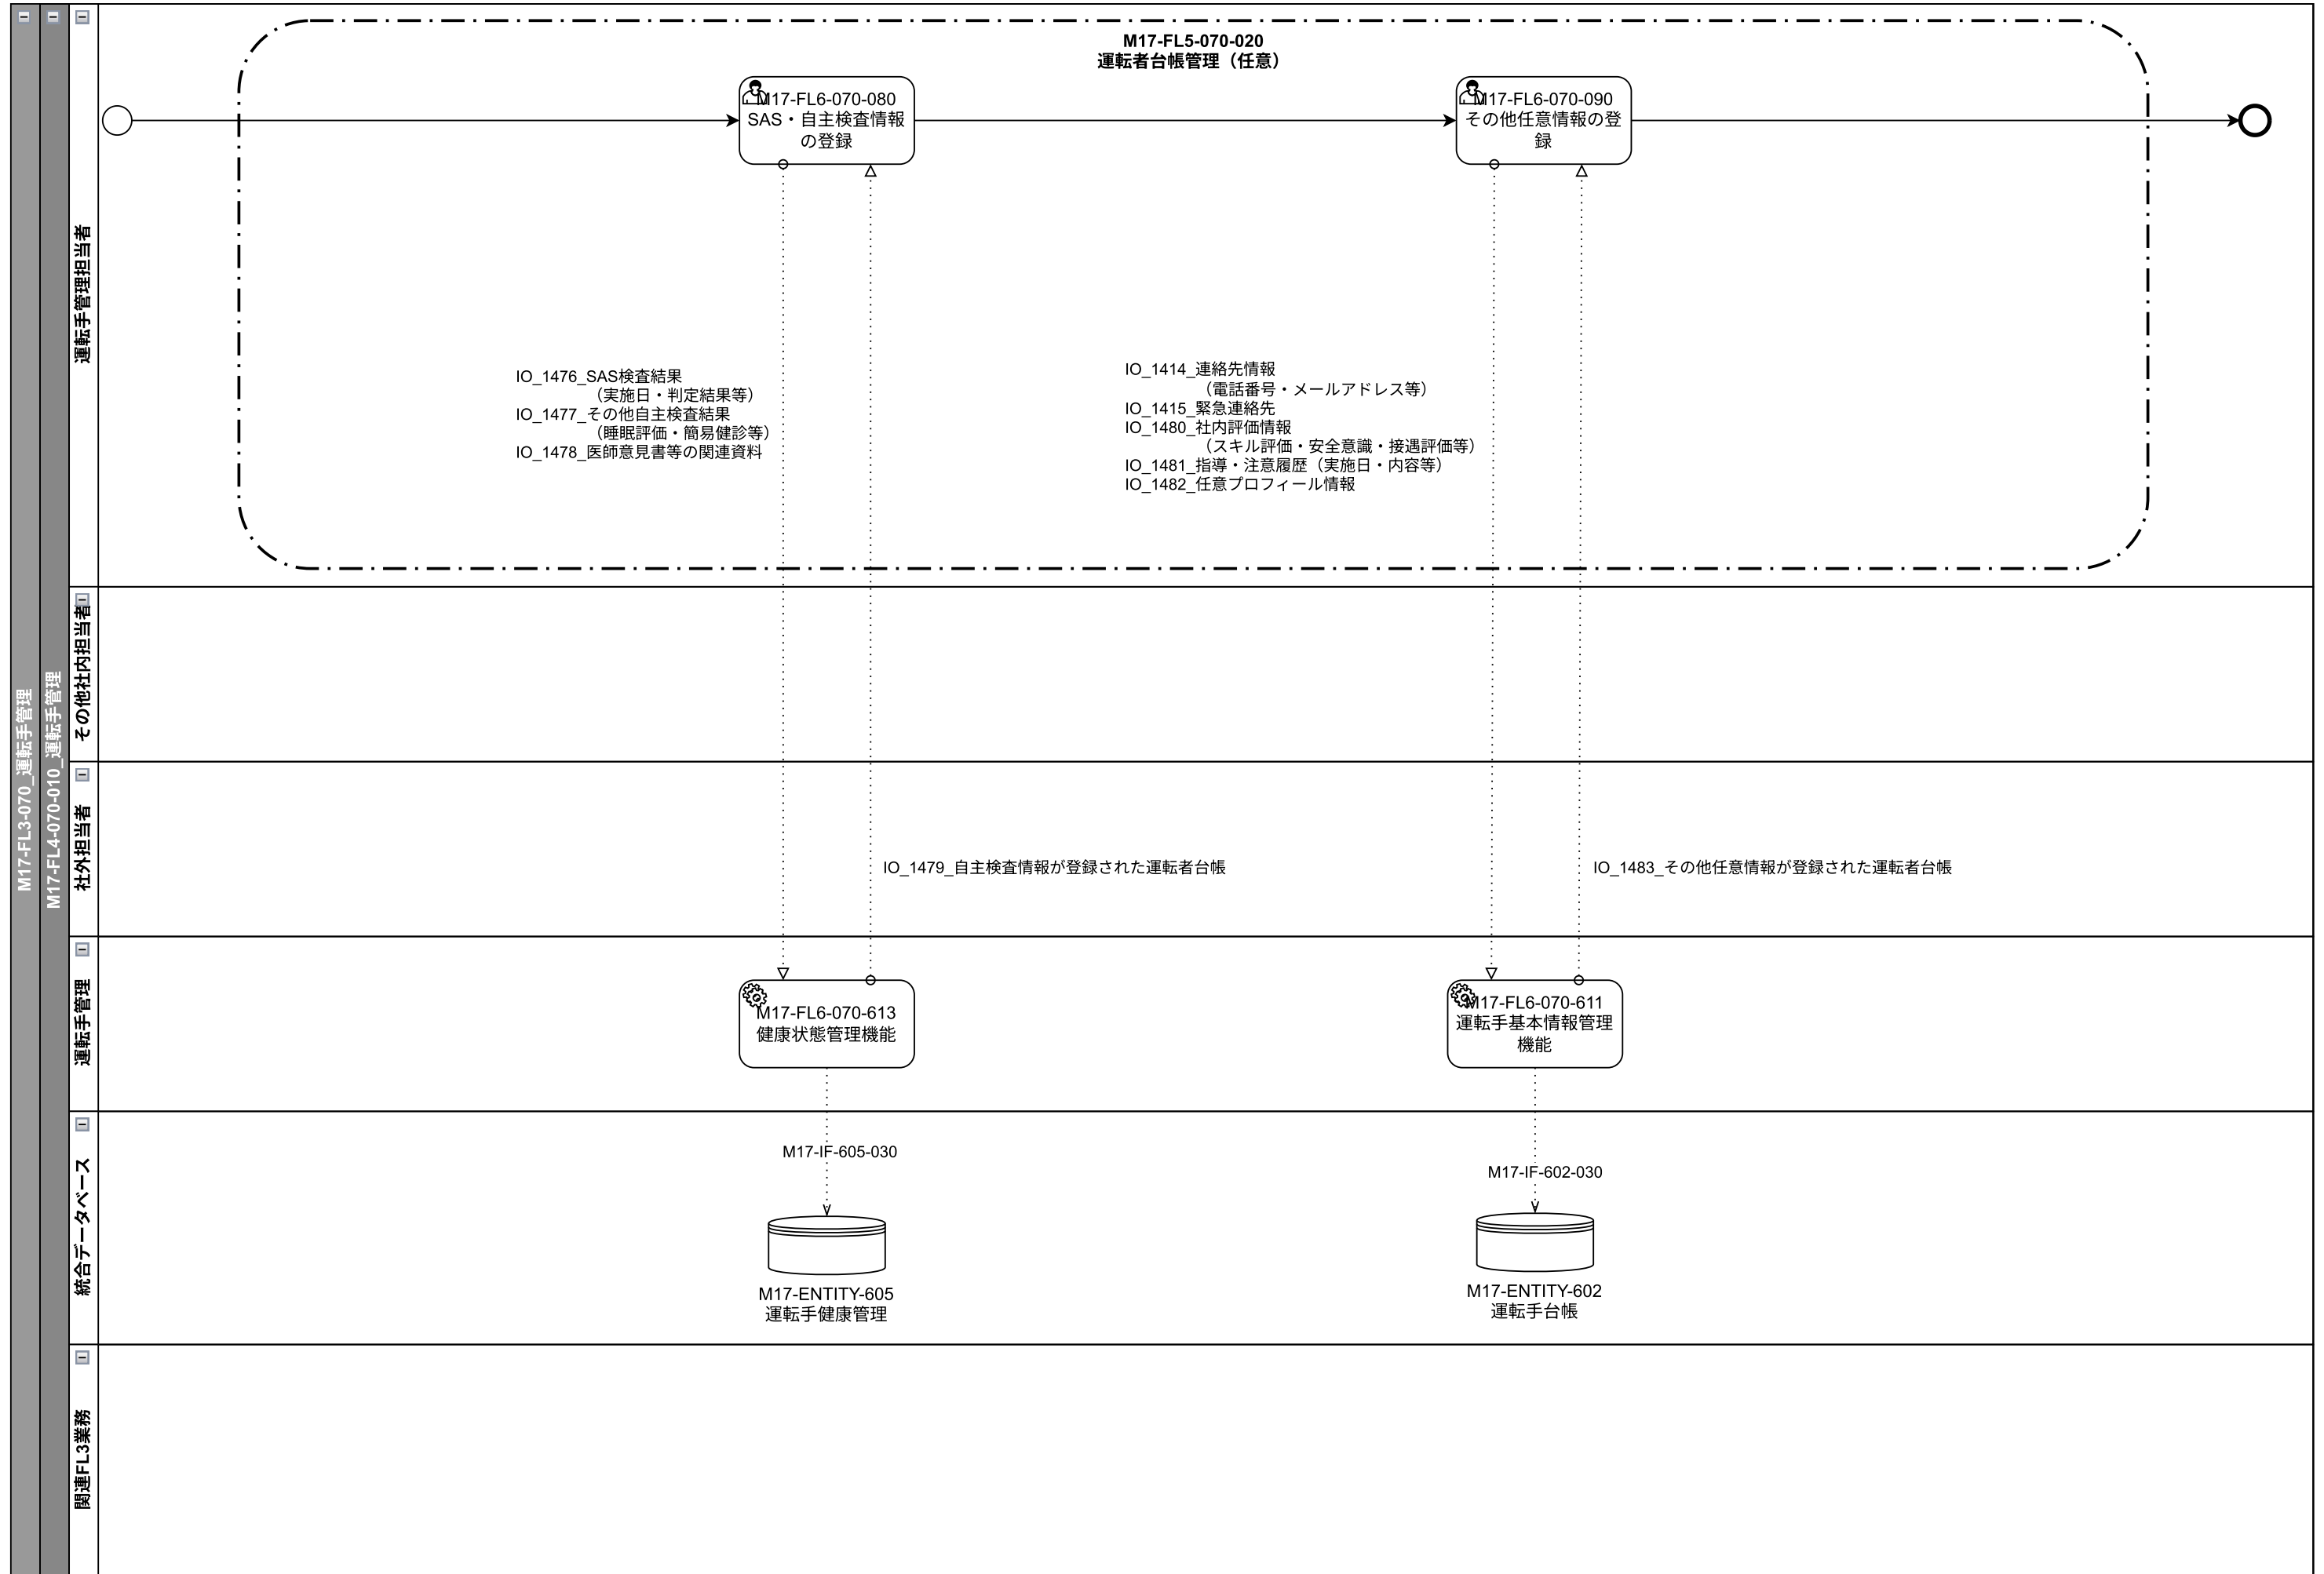 M17-FL3-070_運転手管理
M17-FL4-070-010_運転手管理
運転手管理担当者
M17-FL5-070-020
運転者台帳管理（任意）
M17-FL6-070-080
SAS・自主検査情報
の登録
M17-FL6-070-090
その他任意情報の登
録
IO_1476_SAS検査結果
（実施日・判定結果等）
IO_1477_その他自主検査結果
（睡眠評価・簡易健診等）
IO_1478_医師意見書等の関連資料
IO_1414_連絡先情報
（電話番号・メールアドレス等）
IO_1415_緊急連絡先
IO_1480_社内評価情報
（スキル評価・安全意識・接遇評価等）
IO_1481_指導・注意履歴（実施日・内容等）
IO_1482_任意プロフィール情報
その他社内担当者
社外担当者
IO_1479_自主検査情報が登録された運転者台帳
IO_1483_その他任意情報が登録された運転者台帳
運転手管理
M17-FL6-070-613
健康状態管理機能
M17-FL6-070-611
運転手基本情報管理
機能
統合データベース
M17-IF-605-030
M17-IF-602-030
M17-ENTITY-605
運転手健康管理
M17-ENTITY-602
運転手台帳
関連FL3業務